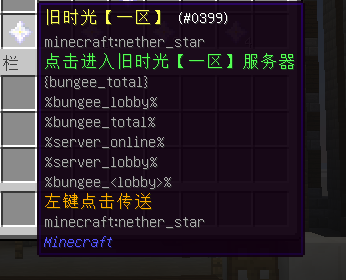 旧时光【一区】 (#0399)
minecraft:nether_star
点击进入旧时光【一区】服务器
栏
{bungee_total}
%bungee_lobby%
%bungee_total%
%server_online%
%server_lobby%
%bungee_<lobby>%
左键点击传送
minecraft:nether_star
Minecraft